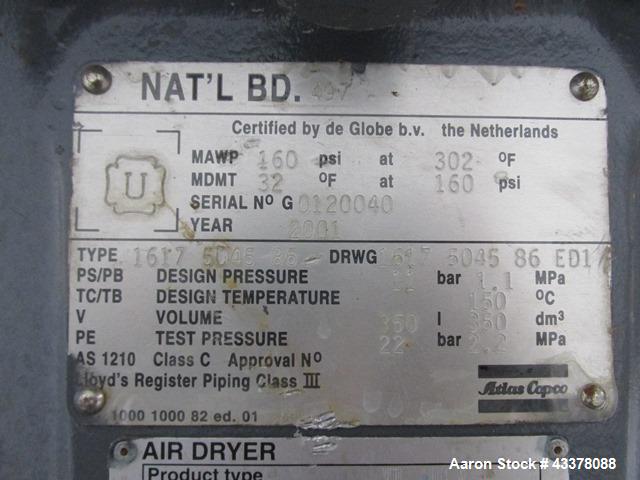 NAT'L BD. 497
Certified by de Globe b.v. the Netherlands
U
MAWP 160 psi at 302 °F
MDMT 32 °F at 160 psi
SERIAL Nº G 0120040
YEAR 2001
TYPE 1617 5045 86 DRWG 1617 5045 86 ED1
PS/PB DESIGN PRESSURE 11 bar 1.1 MPa
TC/TB DESIGN TEMPERATURE 150 °C
V VOLUME 350 l 350 dm³
PE TEST PRESSURE 22 bar 2.2 MPa
AS 1210 Class C Approval Nº
Lloyd's Register Piping Class III
Atlas Copco
1000 1000 82 ed. 01
AIR DRYER
Product type
Aaron Stock # 43378088